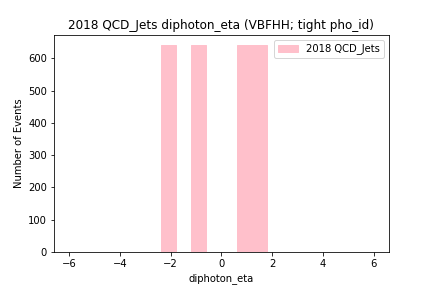 2018 QCD_Jets diphoton_eta (VBFHH; tight pho_id)
2018 QCD_Jets
600
500
400
300
200
100
0
Number of Events
−6 −4 −2 0 2 4 6
diphoton_eta